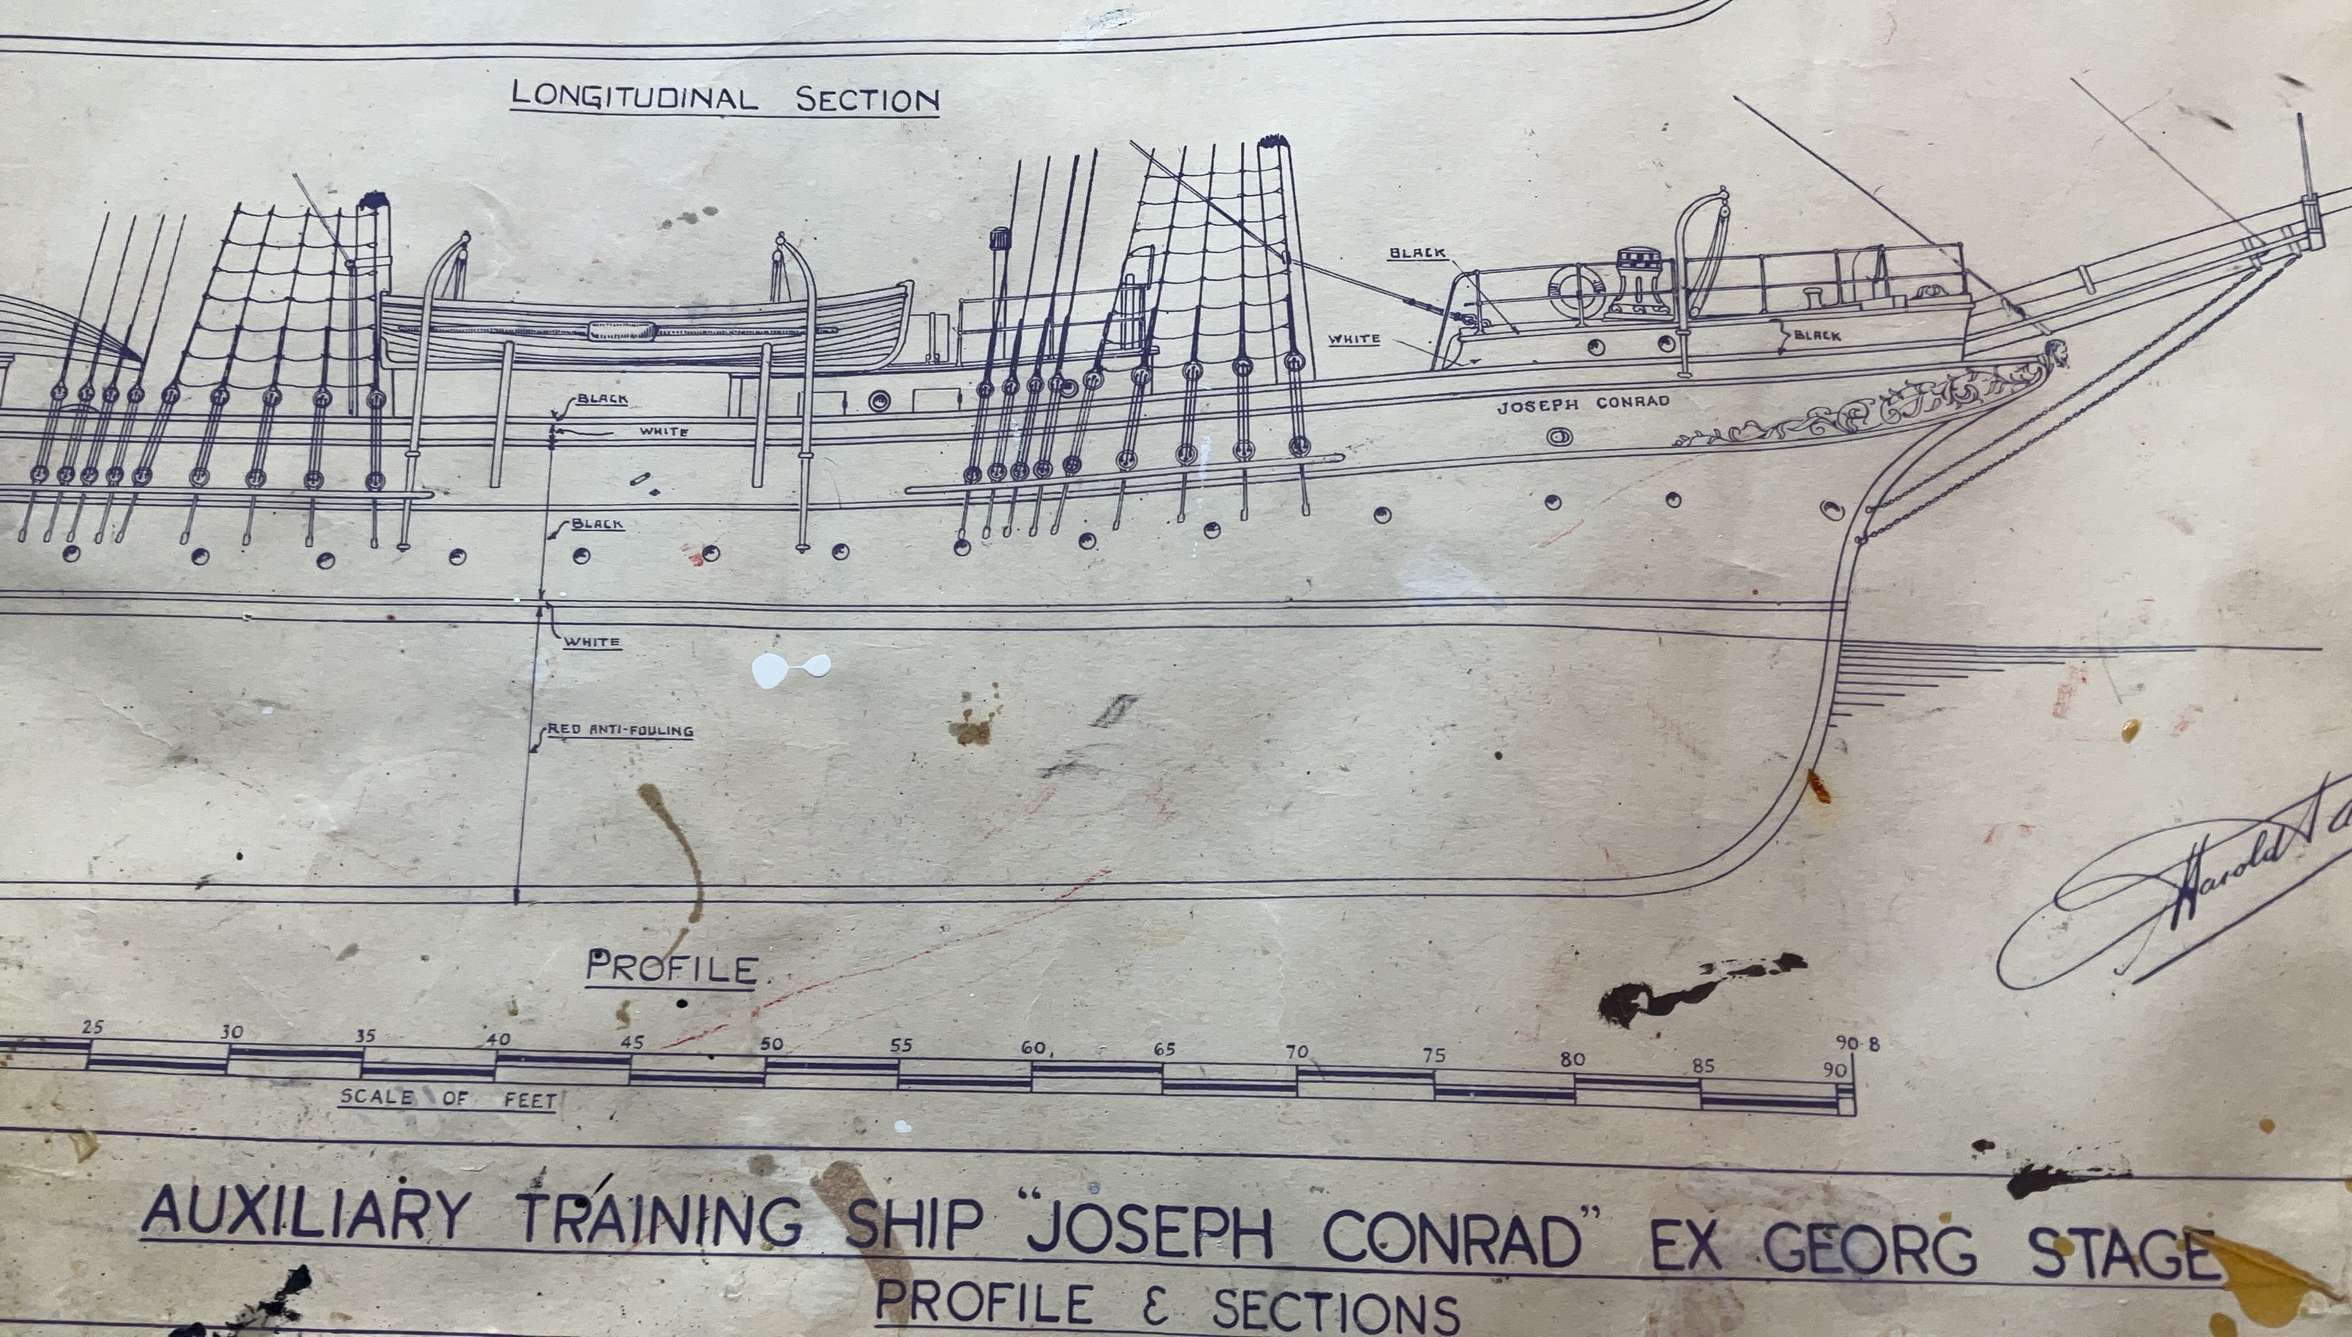 LONGITUDINAL SECTION
BLACK
WHITE
BLACK
BLACK
WHITE
JOSEPH CONRAD
BLACK
WHITE
RED ANTI-FOULING
Harold
PROFILE
25 30 35 40 45 50 55 60 65 70 75 80 85 90 90·8
SCALE OF FEET
AUXILIARY TRAINING SHIP "JOSEPH CONRAD" EX GEORG STAGE
PROFILE & SECTIONS